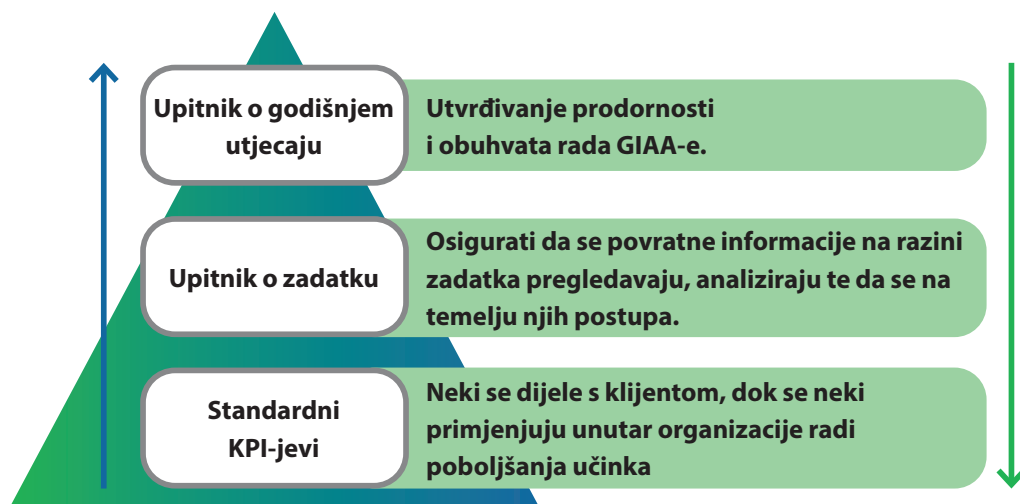 Upitnik o godišnjem
utjecaju
Utvrđivanje prodornosti
i obuhvata rada GIAA-e.
Upitnik o zadatku
Osigurati da se povratne informacije na razini
zadatka pregledavaju, analiziraju te da se na
temelju njih postupa.
Standardni
KPI-jevi
Neki se dijele s klijentom, dok se neki
primjenjuju unutar organizacije radi
poboljšanja učinka